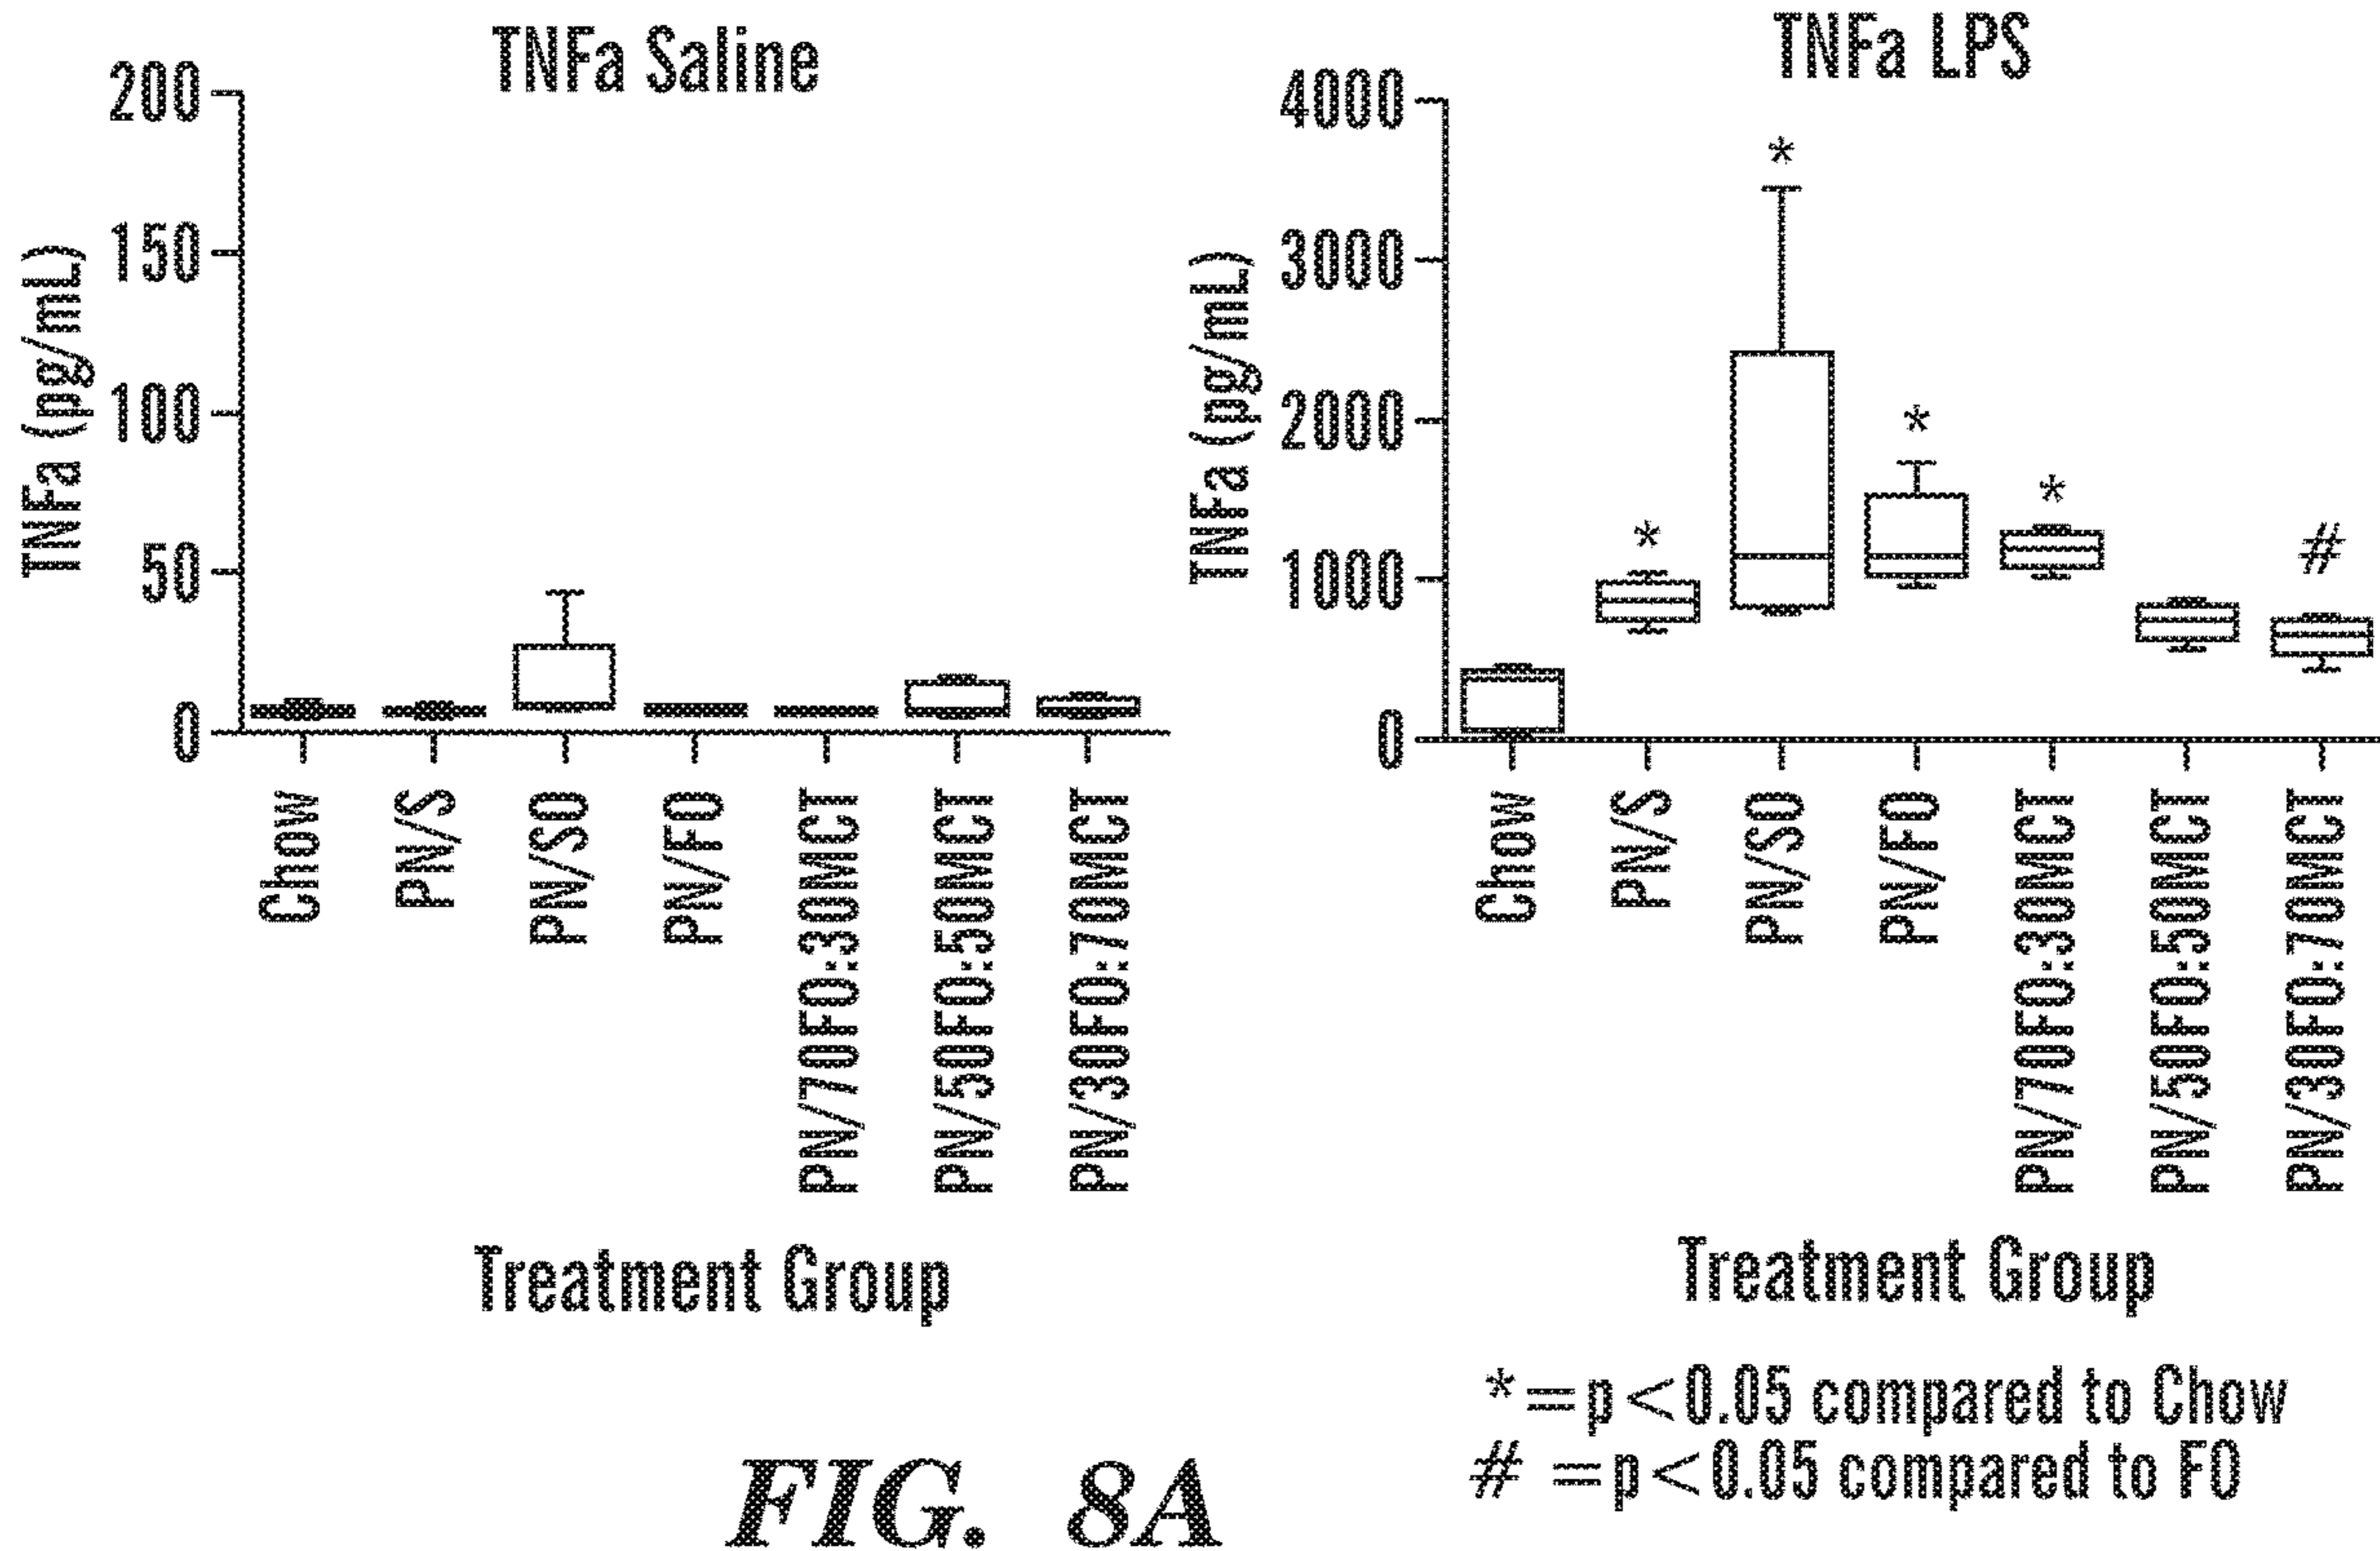 TNFa Saline
200
150
100
50
0
TNFa (pg/mL)
Chow
PN/S
PN/SO
PN/FO
PN/70FO:30MCT
PN/50FO:50MCT
PN/30FO:70MCT
Treatment Group
TNFa LPS
4000
3000
2000
1000
0
TNFa (pg/mL)
*
*
*
*
#
Chow
PN/S
PN/SO
PN/FO
PN/70FO:30MCT
PN/50FO:50MCT
PN/30FO:70MCT
Treatment Group
* = p < 0.05 compared to Chow
# = p < 0.05 compared to FO
FIG. 8A